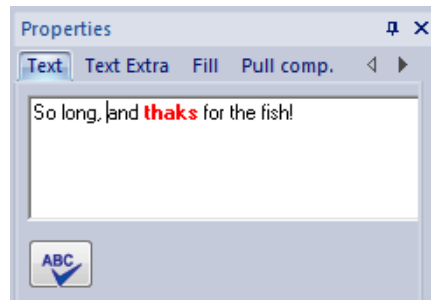 Properties
Text Text Extra Fill Pull comp.
So long, and thaks for the fish!
ABC